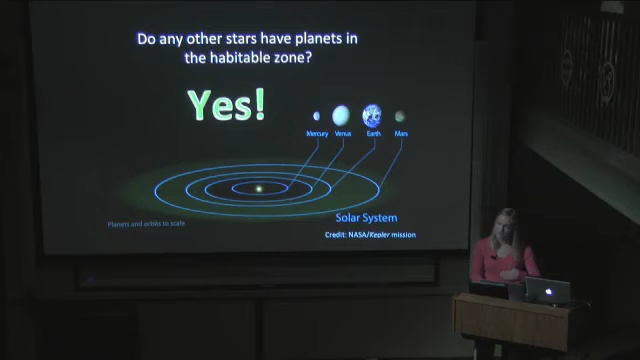 Do any other stars have planets in
the habitable zone?
Yes!
Mercury Venus Earth Mars
Solar System
Planets and orbits to scale
Credit: NASA/Kepler mission